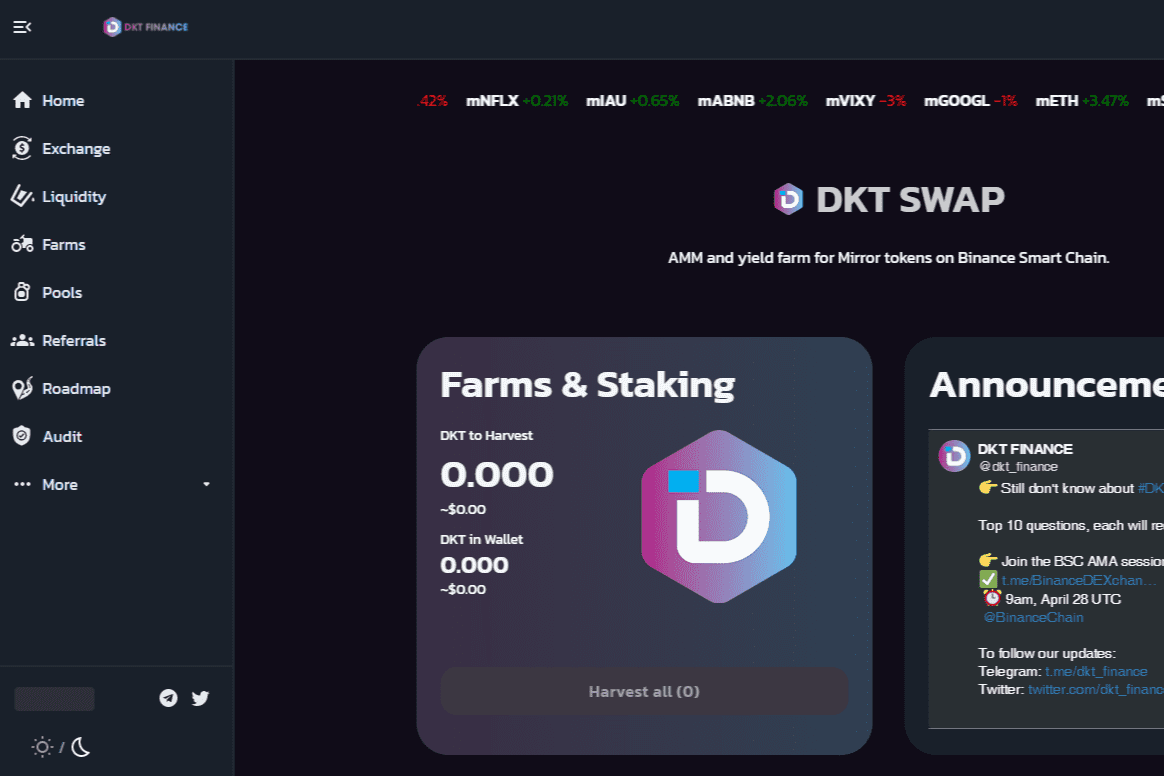 DKT FINANCE
Home
Exchange
Liquidity
Farms
Pools
Referrals
Roadmap
Audit
More
/
.42% mNFLX +0.21% mIAU +0.65% mABNB +2.06% mVIXY -3% mGOOGL -1% mETH +3.47% mS
DKT SWAP
AMM and yield farm for Mirror tokens on Binance Smart Chain.
Farms & Staking
DKT to Harvest
0.000
~$0.00
DKT in Wallet
0.000
~$0.00
Harvest all (0)
Announceme
DKT FINANCE
@dkt_finance
👉 Still don't know about #DK
Top 10 questions, each will re
👉 Join the BSC AMA session
✅ t.me/BinanceDEXchan…
⏰ 9am, April 28 UTC
@BinanceChain
To follow our updates:
Telegram: t.me/dkt_finance
Twitter: twitter.com/dkt_financ